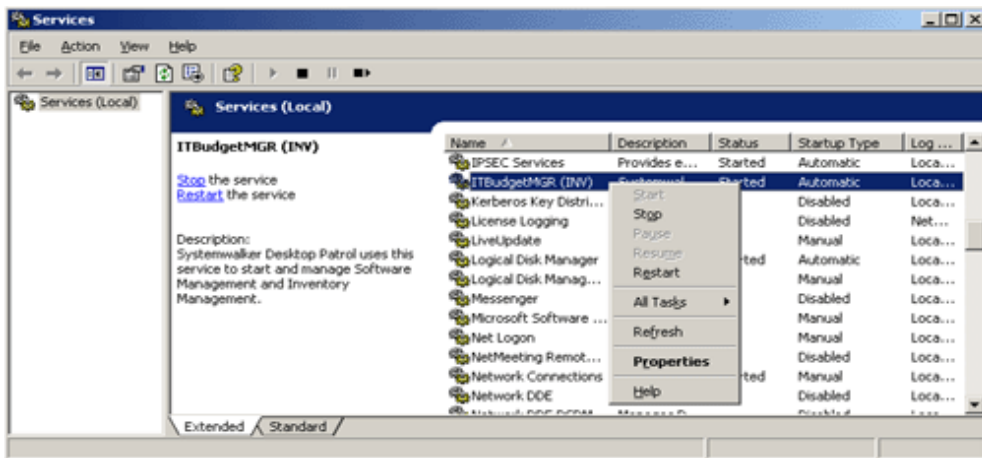 Services
File Action View Help
Services (Local)
Services (Local)
ITBudgetMGR (INV)
Stop the service
Restart the service
Description:
Systemwalker Desktop Patrol uses this
service to start and manage Software
Management and Inventory
Management.
Name Description Status Startup Type Log ...
IPSEC Services Provides e... Started Automatic Loca...
ITBudgetMGR (INV) Started Automatic Loca...
Kerberos Key Distri... Disabled Loca...
License Logging Disabled Net...
LiveUpdate Manual Loca...
Logical Disk Manager ted Automatic Loca...
Logical Disk Manag... Manual Loca...
Messenger Disabled Loca...
Microsoft Software ... Manual Loca...
Net Logon Manual Loca...
NetMeeting Remot... Disabled Loca...
Network Connections ted Manual Loca...
Network DDE Disabled Loca...
Start
Stop
Pause
Resume
Restart
All Tasks
Refresh
Properties
Help
Extended Standard